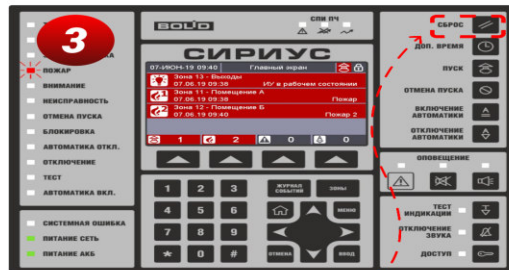 3
ПОЖАР
ВНИМАНИЕ
НЕИСПРАВНОСТЬ
ОТМЕНА ПУСКА
БЛОКИРОВКА
АВТОМАТИКА ОТКЛ.
ОТКЛЮЧЕНИЕ
ТЕСТ
АВТОМАТИКА ВКЛ.
СИСТЕМНАЯ ОШИБКА
ПИТАНИЕ СЕТЬ
ПИТАНИЕ АКБ
BOLID
СПИ ПЧ
СИРИУС
07-ИЮН-19 09:40 Главный экран
Зона 13 - Выходы
07.06.19 09:38 ИУ в рабочем состоянии
Зона 11 - Помещение А
07.06.19 09:38 Пожар
Зона 12 - Помещение Б
07.06.19 09:40 Пожар 2
1 2 0 0
1 2 3
ЖУРНАЛ СОБЫТИЙ
ЗОНЫ
4 5 6
МЕНЮ
7 8 9
* 0 #
ОТМЕНА
ВВОД
СБРОС
ДОП. ВРЕМЯ
ПУСК
ОТМЕНА ПУСКА
ВКЛЮЧЕНИЕ
АВТОМАТИКИ
ОТКЛЮЧЕНИЕ
АВТОМАТИКИ
ОПОВЕЩЕНИЕ
ТЕСТ
ИНДИКАЦИИ
ОТКЛЮЧЕНИЕ
ЗВУКА
ДОСТУП